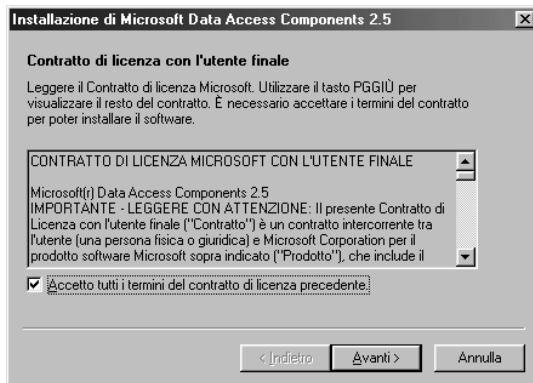 Installazione di Microsoft Data Access Components 2.5
Contratto di licenza con l'utente finale
Leggere il Contratto di licenza Microsoft. Utilizzare il tasto PGGIÙ per
visualizzare il resto del contratto. È necessario accettare i termini del contratto
per poter installare il software.
CONTRATTO DI LICENZA MICROSOFT CON L'UTENTE FINALE
Microsoft(r) Data Access Components 2.5
IMPORTANTE - LEGGERE CON ATTENZIONE: Il presente Contratto di
Licenza con l'utente finale ("Contratto") è un contratto intercorrente tra
l'utente (una persona fisica o giuridica) e Microsoft Corporation per il
prodotto software Microsoft sopra indicato ("Prodotto"), che include il
Accetto tutti i termini del contratto di licenza precedente.
< Indietro Avanti > Annulla